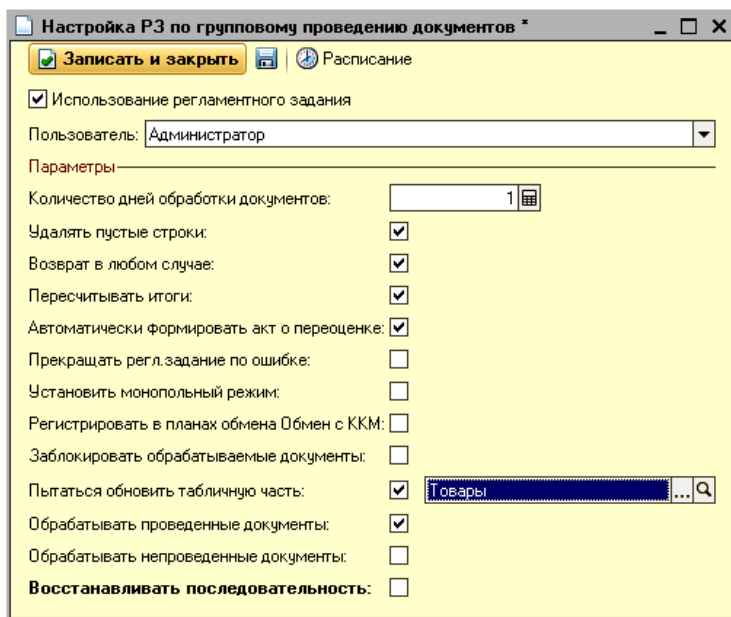 Настройка РЗ по групповому проведению документов *
Записать и закрыть Расписание
Использование регламентного задания
Пользователь: Администратор
Параметры
Количество дней обработки документов: 1
Удалять пустые строки:
Возврат в любом случае:
Пересчитывать итоги:
Автоматически формировать акт о переоценке:
Прекращать регл.задание по ошибке:
Установить монопольный режим:
Регистрировать в планах обмена Обмен с ККМ:
Заблокировать обрабатываемые документы:
Пытаться обновить табличную часть: Товары ...
Обрабатывать проведенные документы:
Обрабатывать непроведенные документы:
Восстанавливать последовательность: